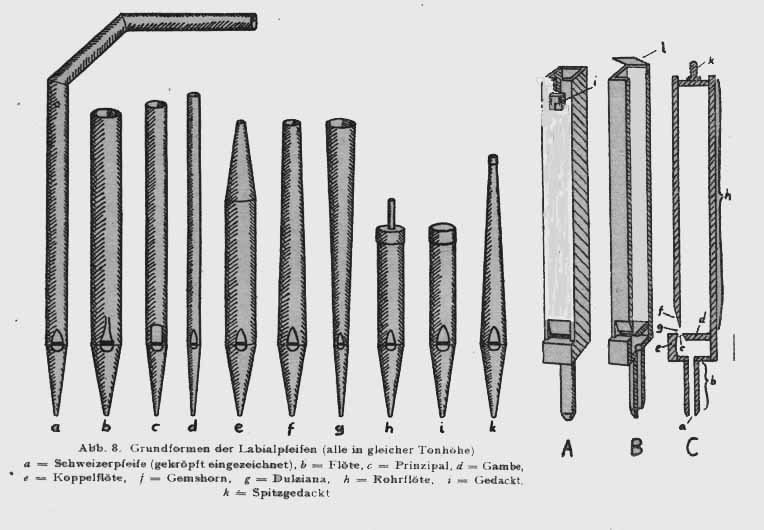 l
k
i
h
f
g
d
e
c
b
a
a b c d e f g h i k
A B C
Abb. 8. Grundformen der Labialpfeifen (alle in gleicher Tonhöhe)
a = Schweizerpfeife (gekröpft eingezeichnet), b = Flöte, c = Prinzipal, d = Gambe,
e = Koppelflöte, f = Gemshorn, g = Dulziana, h = Rohrflöte, i = Gedackt,
k = Spitzgedackt